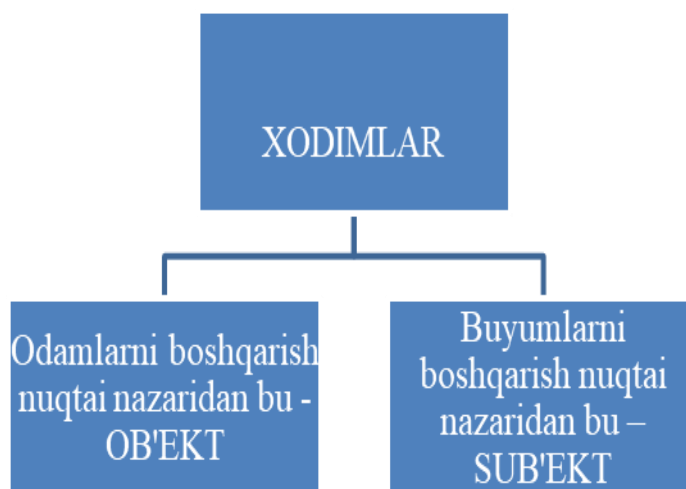 XODIMLAR
Odamlarni boshqarish
nuqtai nazaridan bu -
OB'EKT
Buyumlarni
boshqarish nuqtai
nazaridan bu –
SUB'EKT